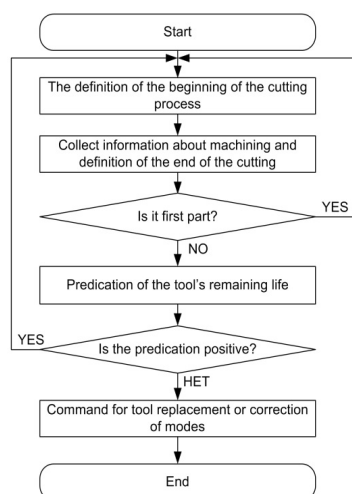 Start
The definition of the beginning of the cutting
process
Collect information about machining and
definition of the end of the cutting
Is it first part?
YES
NO
Predication of the tool's remaining life
YES
Is the predication positive?
HET
Command for tool replacement or correction
of modes
End